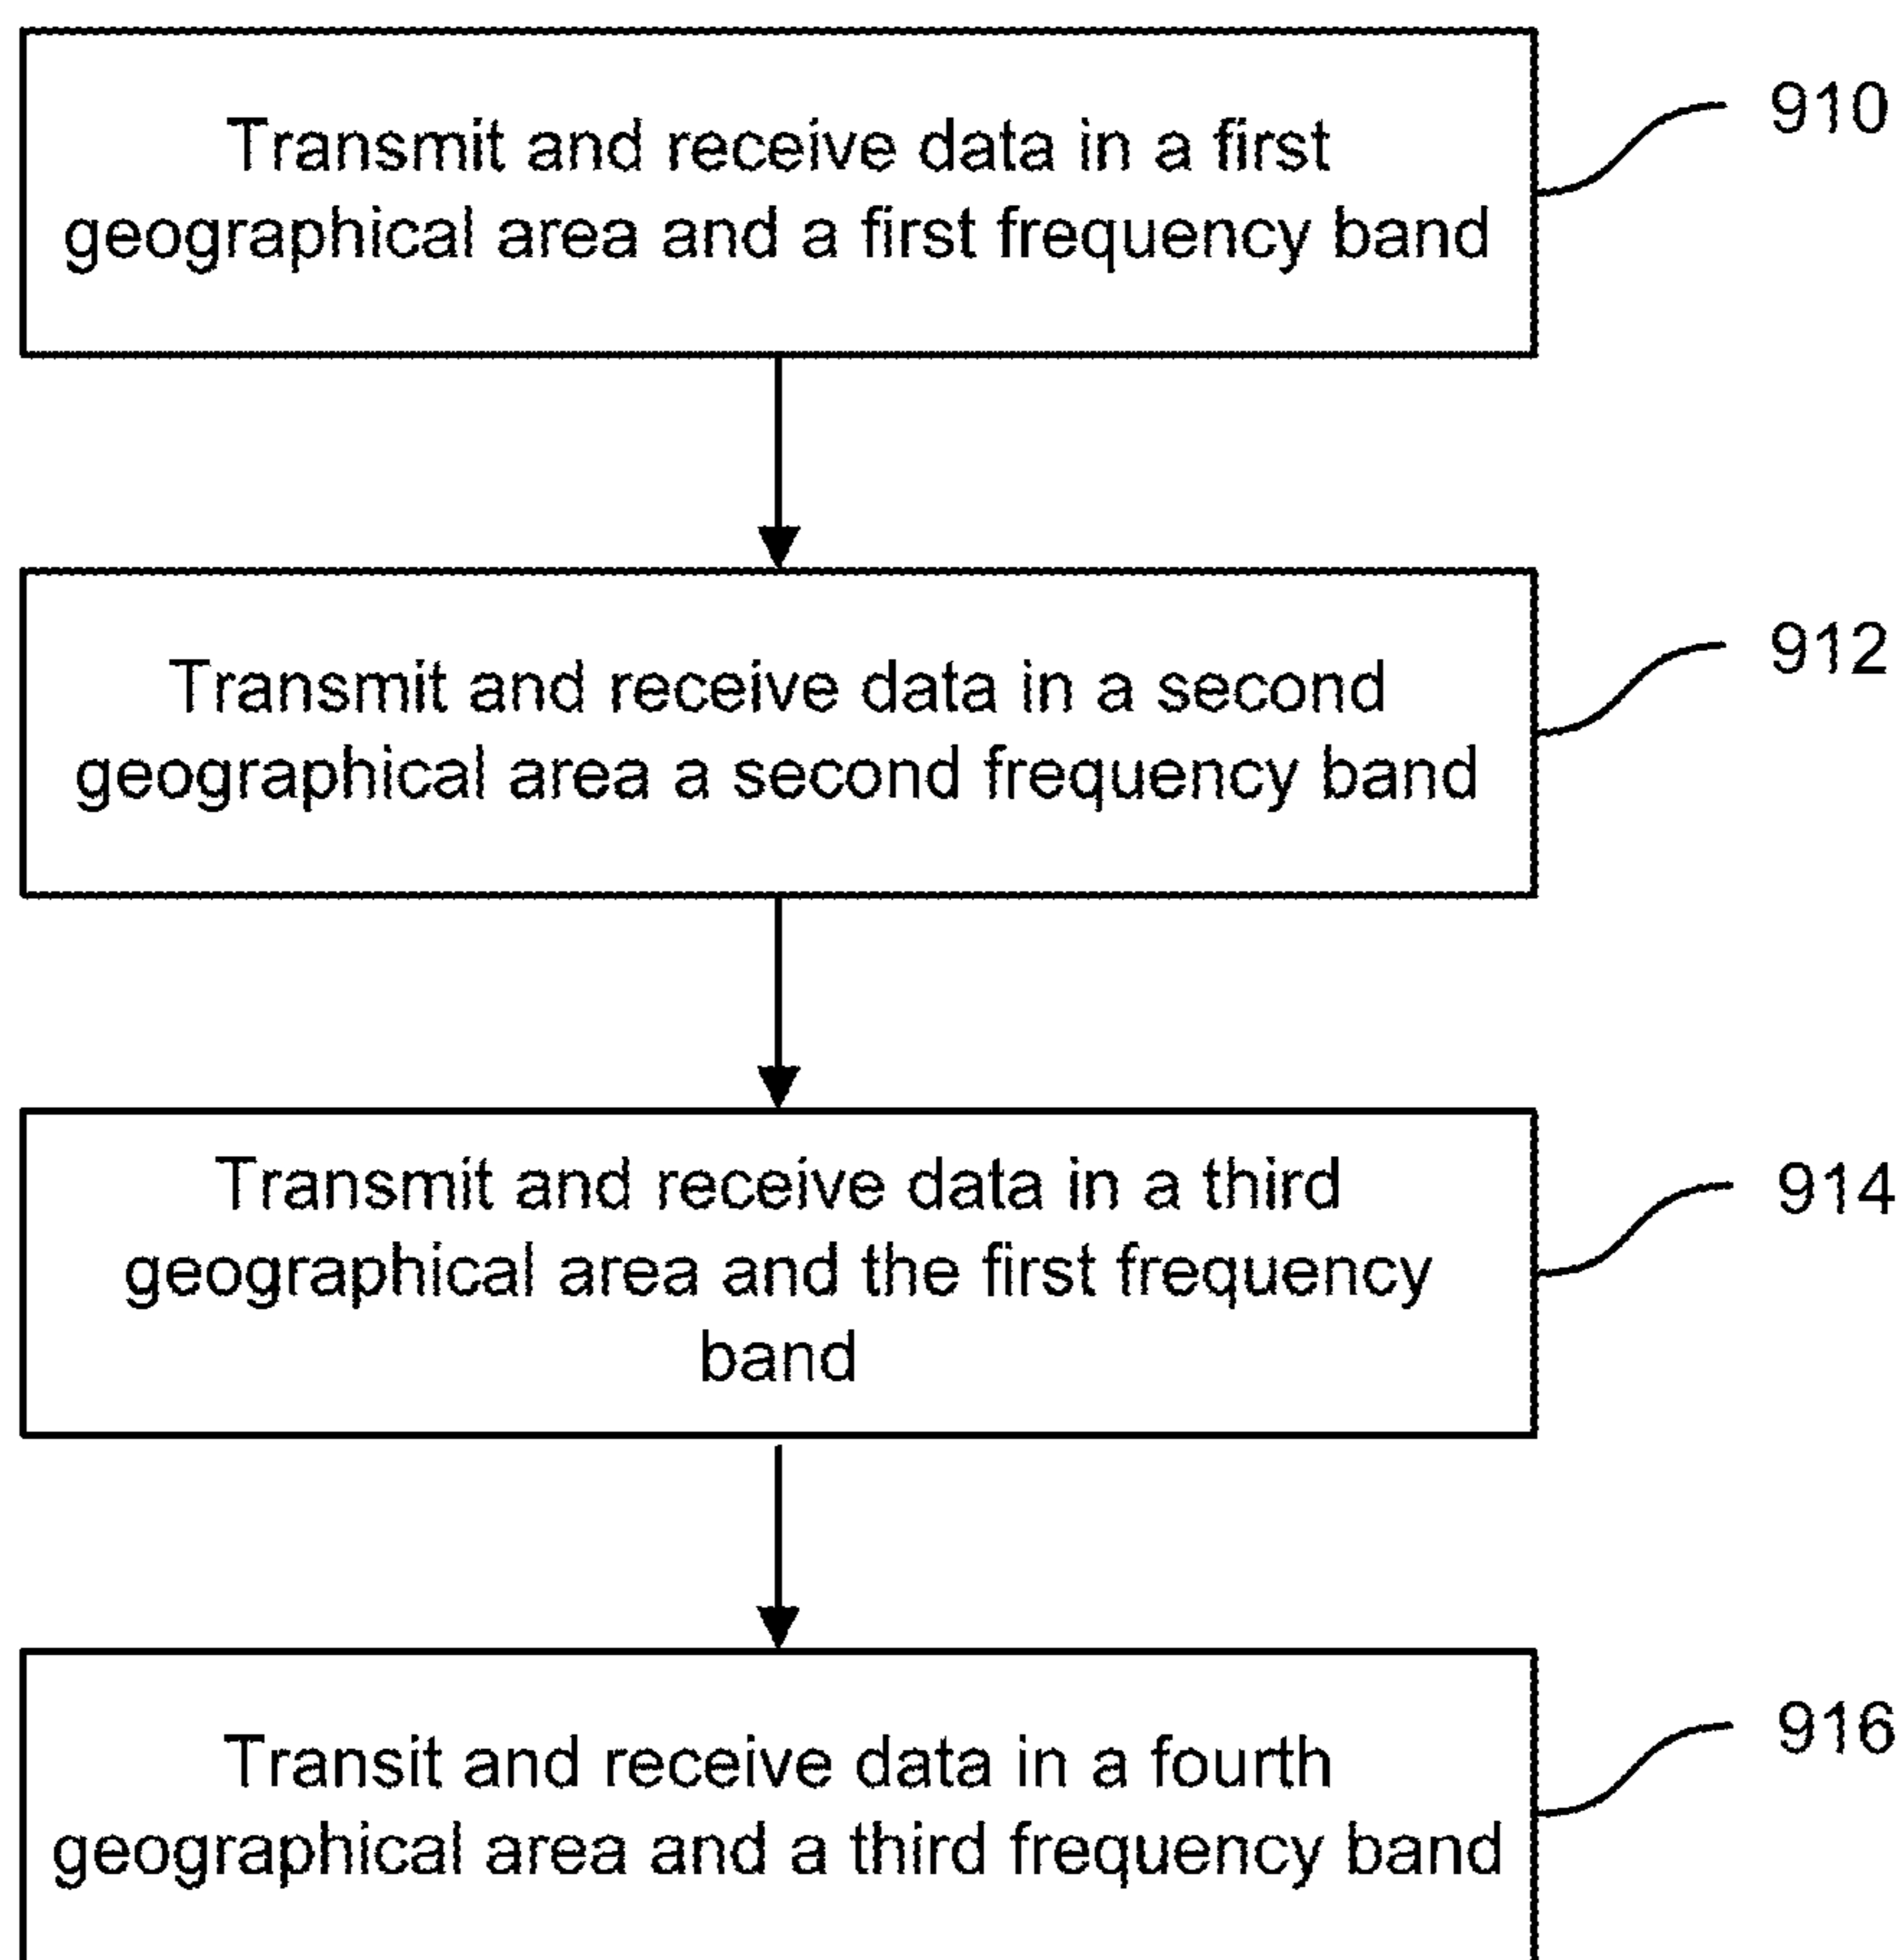 Transmit and receive data in a first
geographical area and a first frequency band
910
Transmit and receive data in a second
geographical area a second frequency band
912
Transmit and receive data in a third
geographical area and the first frequency
band
914
Transit and receive data in a fourth
geographical area and a third frequency band
916